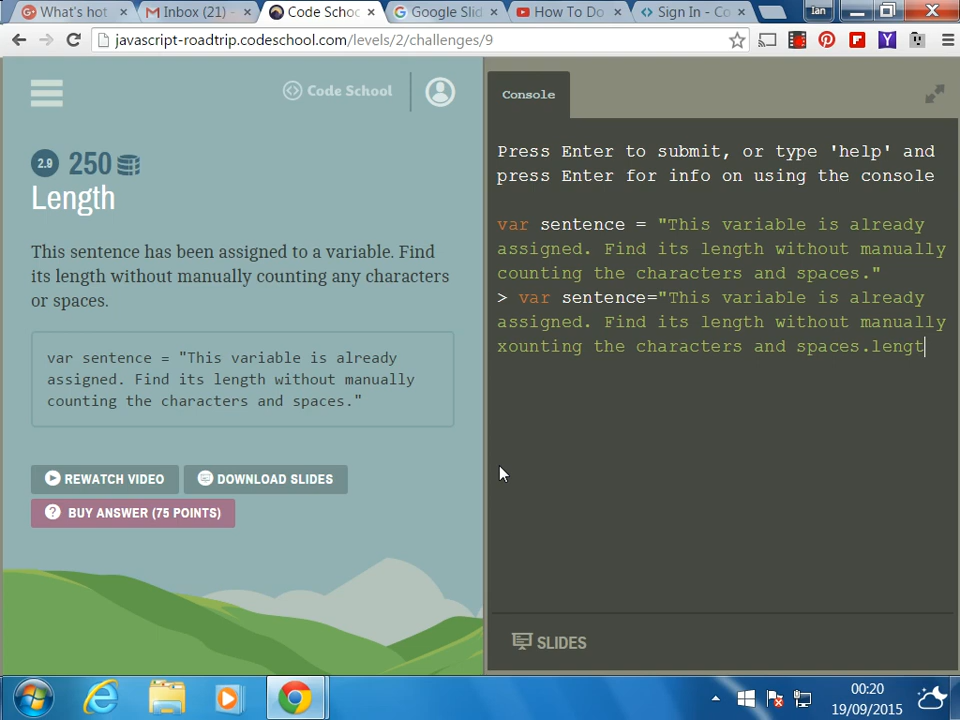 What's hot
Inbox (21) -
Code Schoo
Google Slid
How To Do
Sign In - Co
Ian
javascript-roadtrip.codeschool.com/levels/2/challenges/9
Code School
2.9 250
Length
This sentence has been assigned to a variable. Find
its length without manually counting any characters
or spaces.
var sentence = "This variable is already
assigned. Find its length without manually
counting the characters and spaces."
REWATCH VIDEO
DOWNLOAD SLIDES
BUY ANSWER (75 POINTS)
Console
Press Enter to submit, or type 'help' and
press Enter for info on using the console
var sentence = "This variable is already
assigned. Find its length without manually
counting the characters and spaces."
> var sentence="This variable is already
assigned. Find its length without manually
xounting the characters and spaces.lengt
SLIDES
00:20
19/09/2015